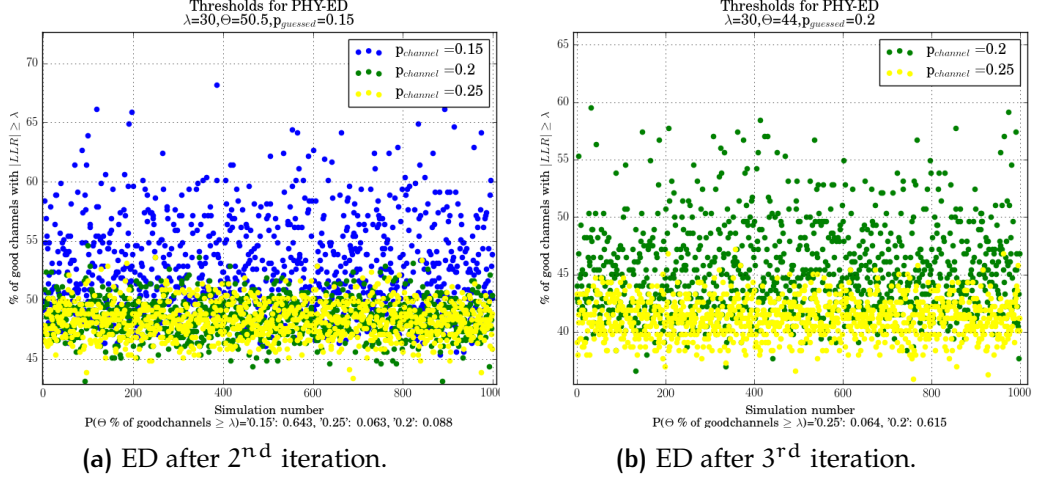 Thresholds for PHY-ED
λ=30,Θ=50.5,p_guessed=0.15
% of good channels with |LLR| ≥ λ
70
65
60
55
50
45
p_channel=0.15
p_channel=0.2
p_channel=0.25
0 200 400 600 800 1000
Simulation number
P(Θ % of goodchannels ≥ λ)='0.15': 0.643, '0.25': 0.063, '0.2': 0.088
(a) ED after 2nd iteration.
Thresholds for PHY-ED
λ=30,Θ=44,p_guessed=0.2
% of good channels with |LLR| ≥ λ
65
60
55
50
45
40
p_channel=0.2
p_channel=0.25
0 200 400 600 800 1000
Simulation number
P(Θ % of goodchannels ≥ λ)='0.25': 0.064, '0.2': 0.615
(b) ED after 3rd iteration.